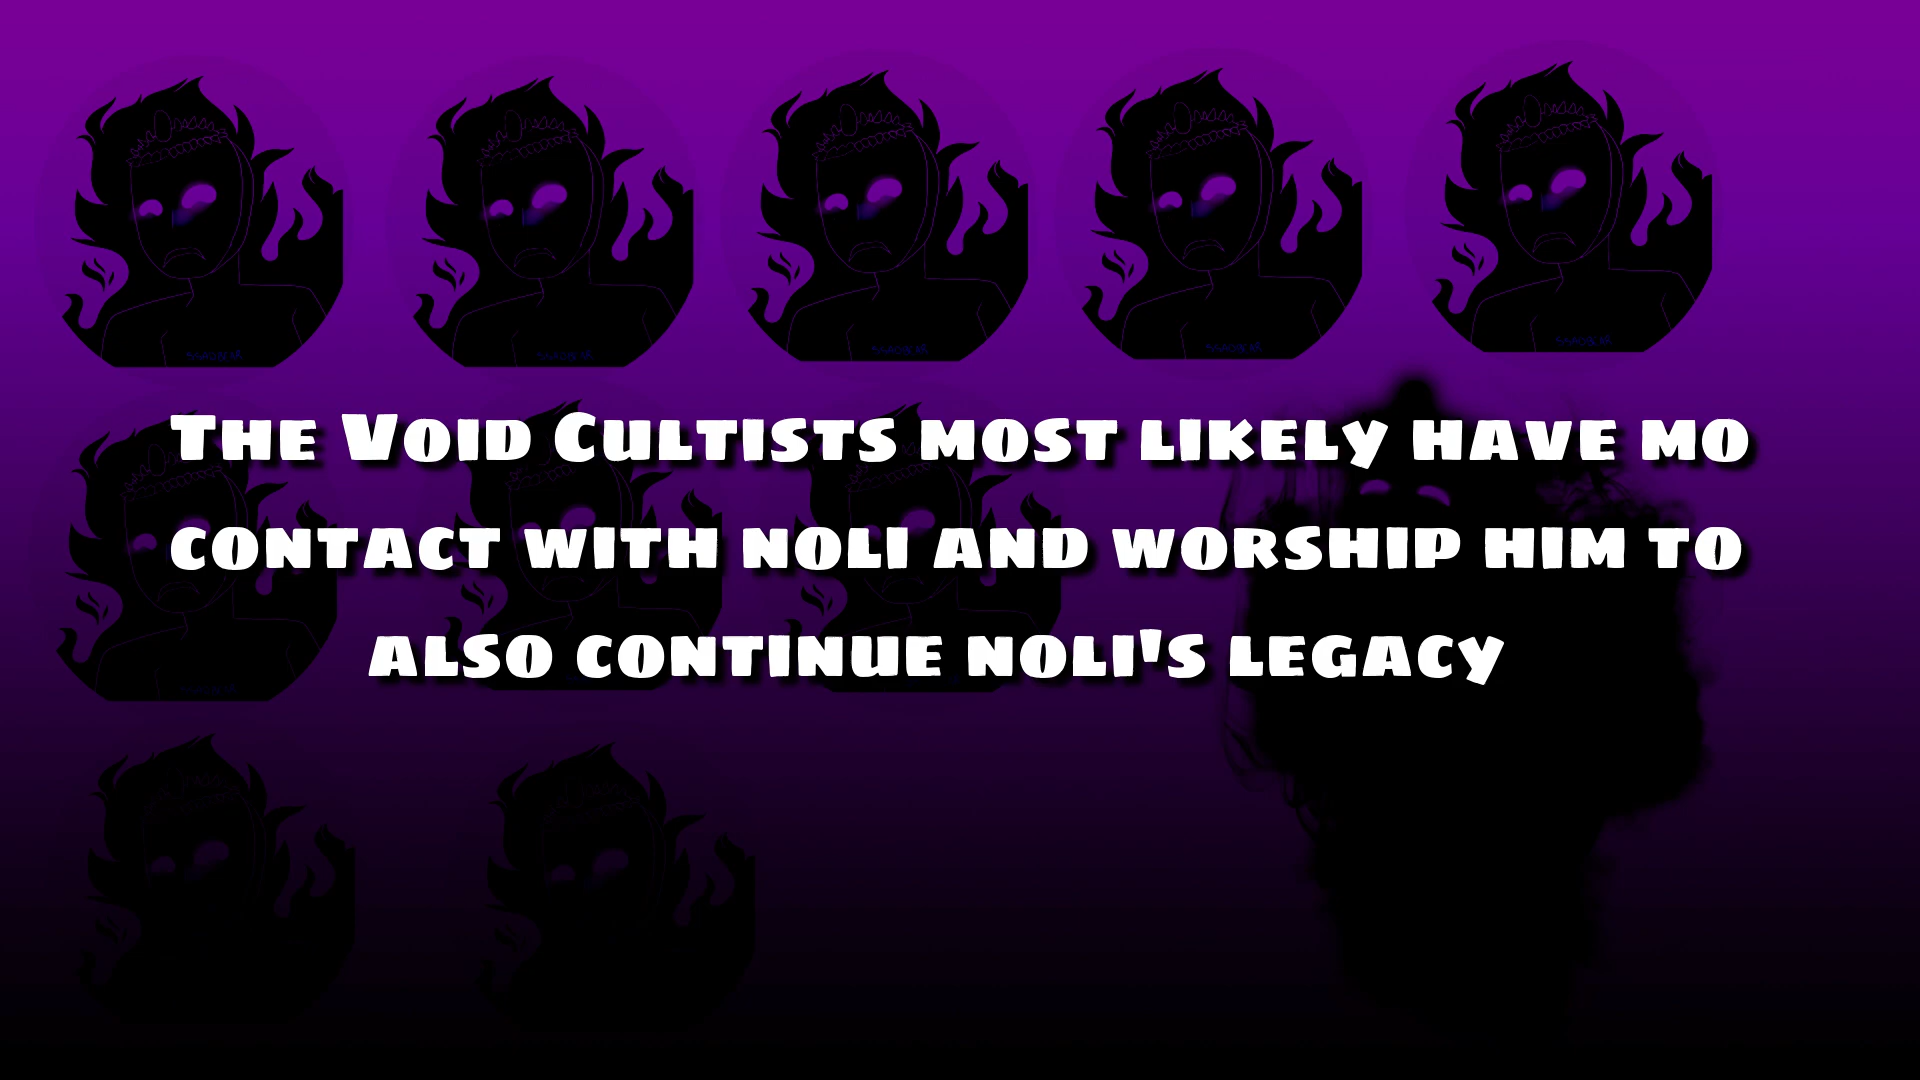 The Void Cultists most likely have mo
contact with noli and worship him to
also continue noli's legacy